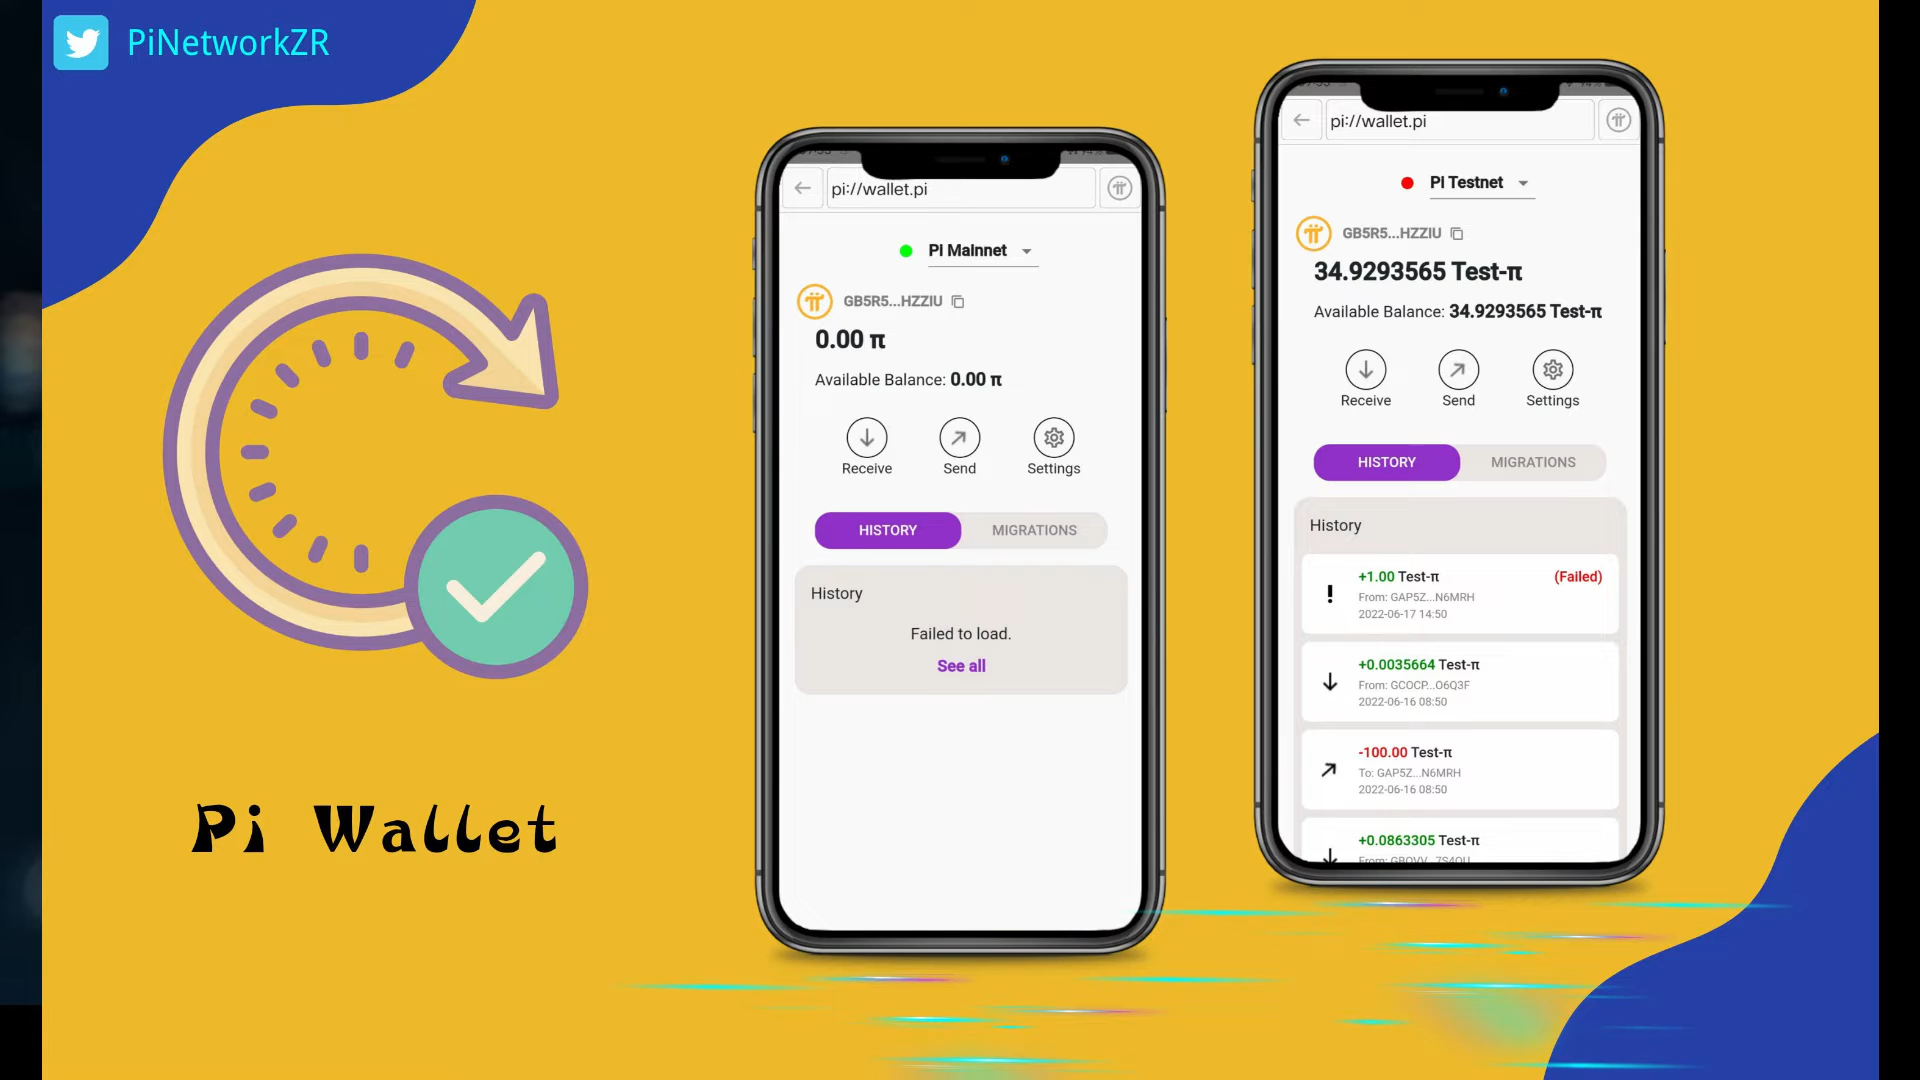 PiNetworkZR
Pi Wallet
pi://wallet.pi
Pi Mainnet
GB5R5...HZZIU
0.00 π
Available Balance: 0.00 π
Receive Send Settings
HISTORY MIGRATIONS
History
Failed to load.
See all
pi://wallet.pi
Pi Testnet
GB5R5...HZZIU
34.9293565 Test-π
Available Balance: 34.9293565 Test-π
Receive Send Settings
HISTORY MIGRATIONS
History
+1.00 Test-π (Failed)
From: GAP5Z...N6MRH
2022-06-17 14:50
+0.0035664 Test-π
From: GCOCP...O6Q3F
2022-06-16 08:50
-100.00 Test-π
To: GAP5Z...N6MRH
2022-06-16 08:50
+0.0863305 Test-π
From: